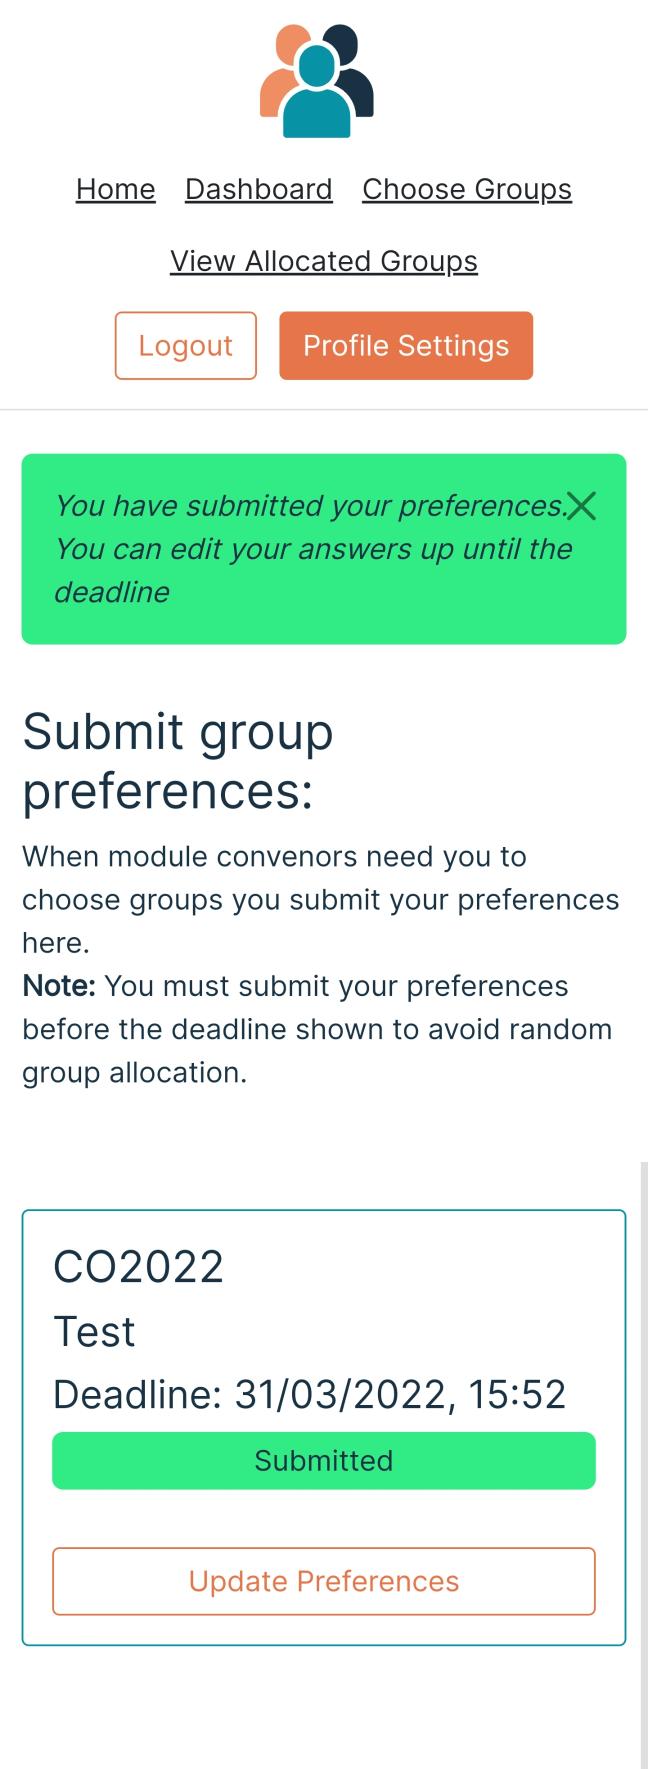 Home Dashboard Choose Groups
View Allocated Groups
Logout Profile Settings
You have submitted your preferences.
You can edit your answers up until the
deadline
Submit group
preferences:
When module convenors need you to
choose groups you submit your preferences
here.
Note: You must submit your preferences
before the deadline shown to avoid random
group allocation.
CO2022
Test
Deadline: 31/03/2022, 15:52
Submitted
Update Preferences